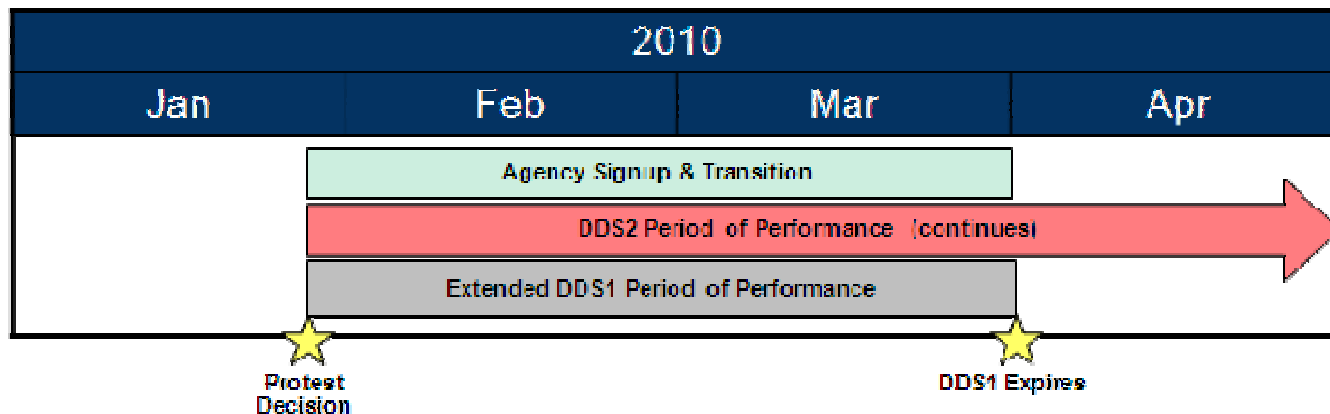 2010
Jan Feb Mar Apr
Agency Signup & Transition
DDS2 Period of Performance (continues)
Extended DDS1 Period of Performance
Protest
Decision
DDS1 Expires